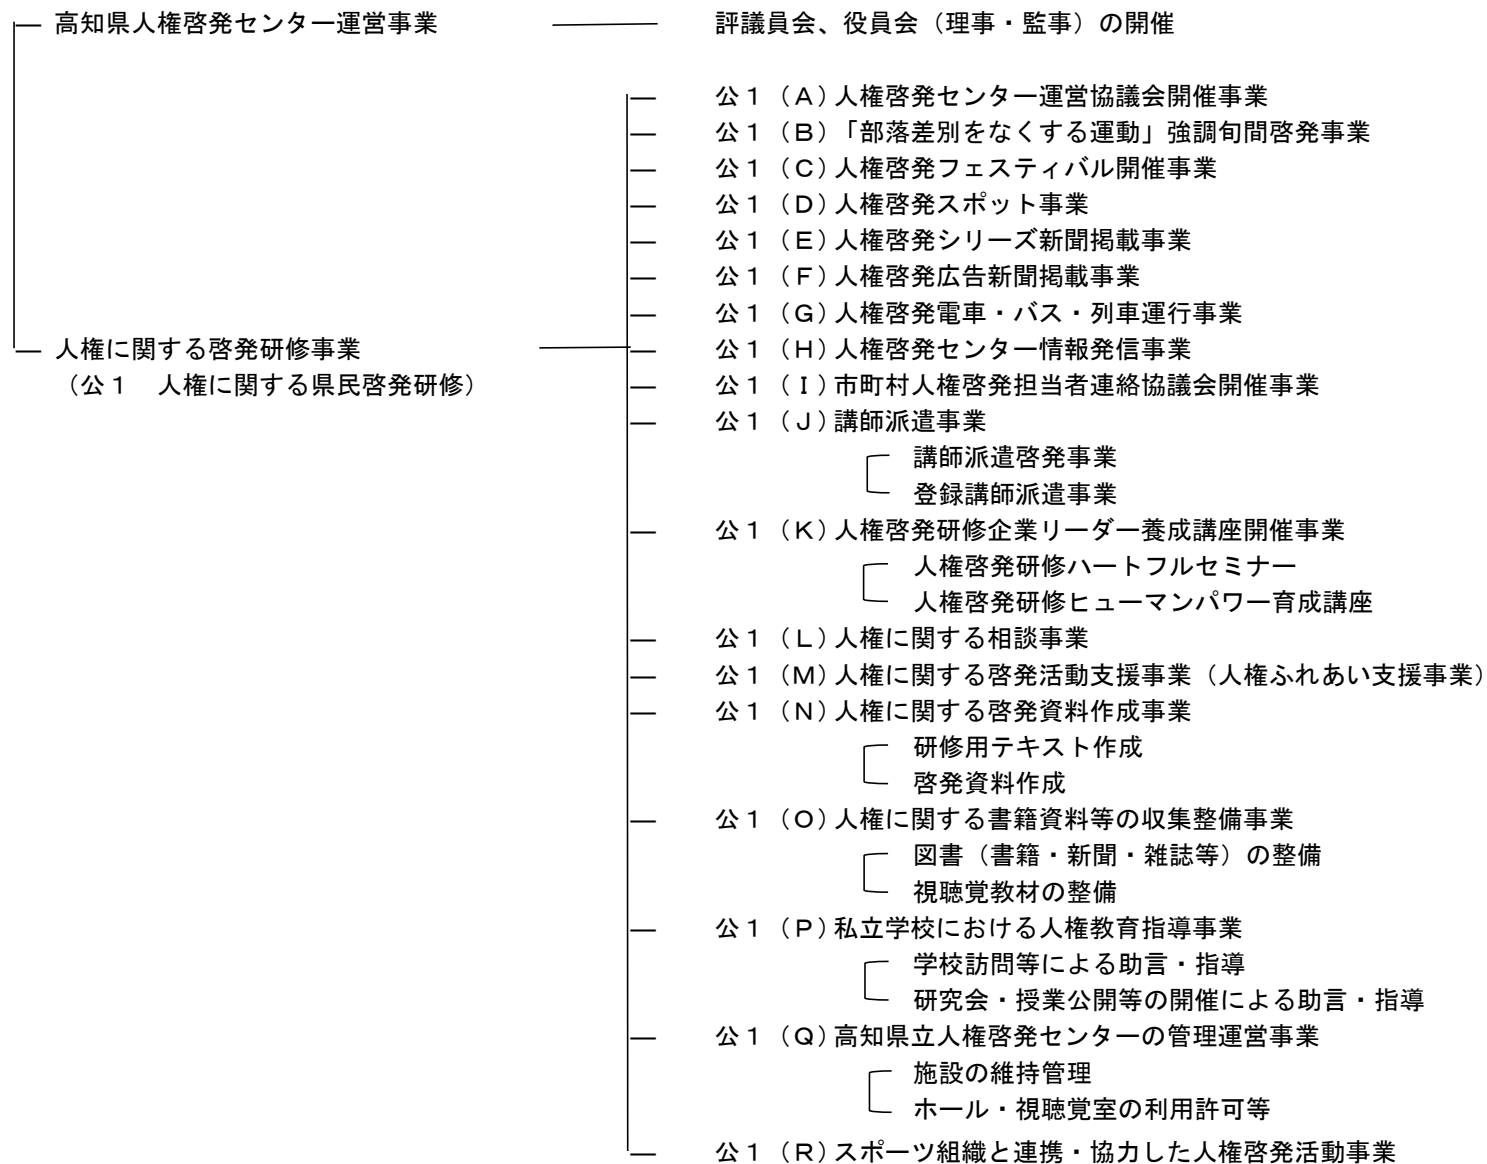 高知県人権啓発センター運営事業 評議員会、役員会（理事・監事）の開催
公１（Ａ）人権啓発センター運営協議会開催事業
公１（Ｂ）「部落差別をなくする運動」強調旬間啓発事業
公１（Ｃ）人権啓発フェスティバル開催事業
公１（Ｄ）人権啓発スポット事業
公１（Ｅ）人権啓発シリーズ新聞掲載事業
公１（Ｆ）人権啓発広告新聞掲載事業
公１（Ｇ）人権啓発電車・バス・列車運行事業
人権に関する啓発研修事業 公１（Ｈ）人権啓発センター情報発信事業
（公１　人権に関する県民啓発研修） 公１（Ｉ）市町村人権啓発担当者連絡協議会開催事業
公１（Ｊ）講師派遣事業
講師派遣啓発事業
登録講師派遣事業
公１（Ｋ）人権啓発研修企業リーダー養成講座開催事業
人権啓発研修ハートフルセミナー
人権啓発研修ヒューマンパワー育成講座
公１（Ｌ）人権に関する相談事業
公１（Ｍ）人権に関する啓発活動支援事業（人権ふれあい支援事業）
公１（Ｎ）人権に関する啓発資料作成事業
研修用テキスト作成
啓発資料作成
公１（Ｏ）人権に関する書籍資料等の収集整備事業
図書（書籍・新聞・雑誌等）の整備
視聴覚教材の整備
公１（Ｐ）私立学校における人権教育指導事業
学校訪問等による助言・指導
研究会・授業公開等の開催による助言・指導
公１（Ｑ）高知県立人権啓発センターの管理運営事業
施設の維持管理
ホール・視聴覚室の利用許可等
公１（Ｒ）スポーツ組織と連携・協力した人権啓発活動事業